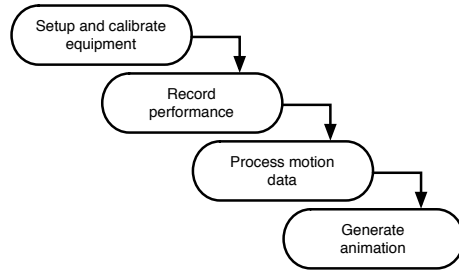 Setup and calibrate
equipment
Record
performance
Process motion
data
Generate
animation